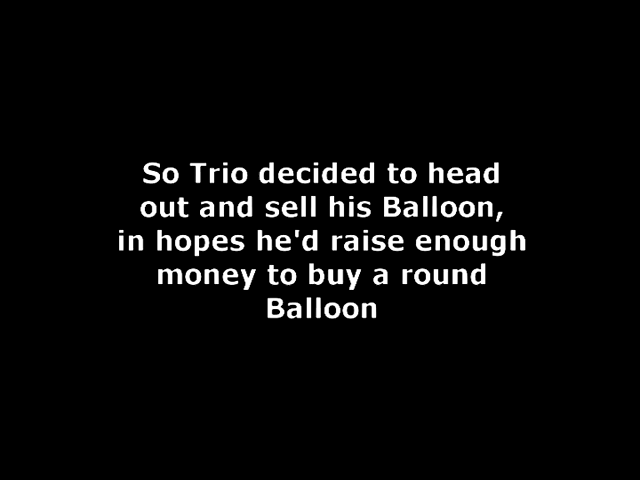 So Trio decided to head
out and sell his Balloon,
in hopes he'd raise enough
money to buy a round
Balloon